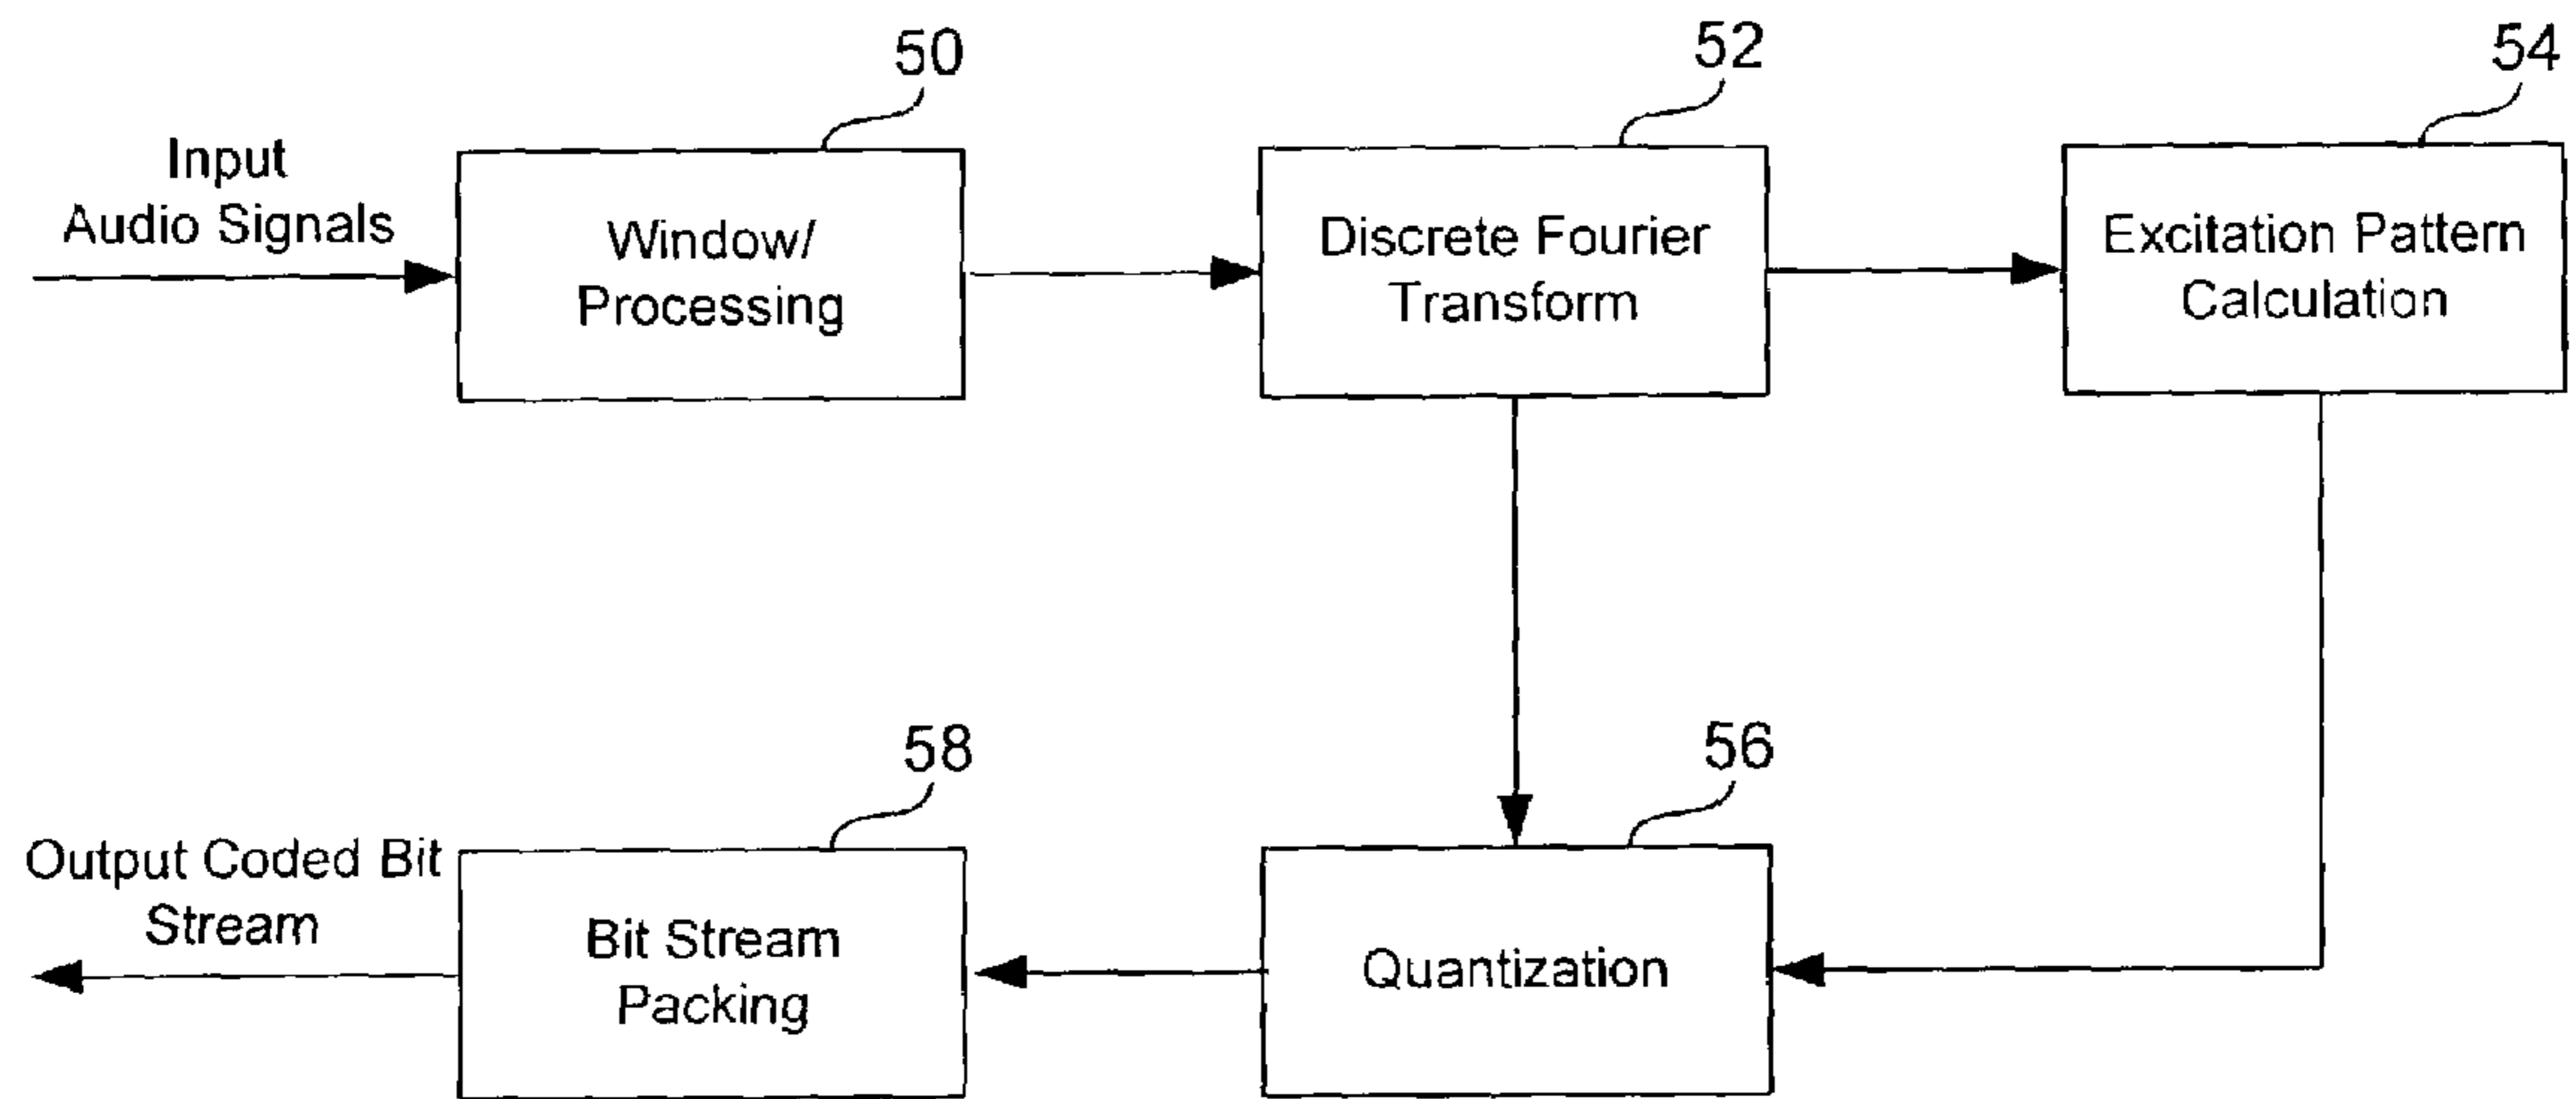 50
52
54
Input
Audio Signals
Window/
Processing
Discrete Fourier
Transform
Excitation Pattern
Calculation
58
56
Output Coded Bit
Stream
Bit Stream
Packing
Quantization